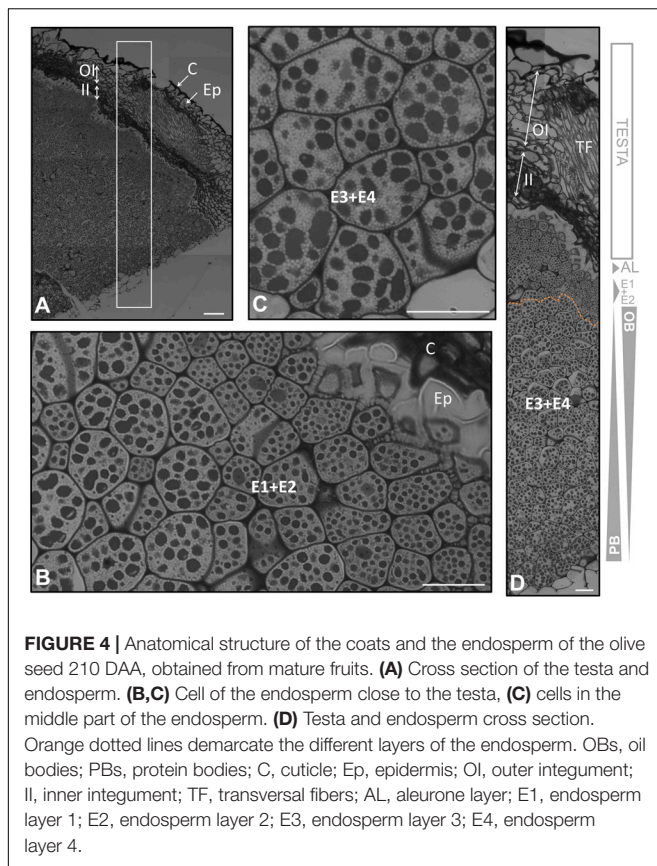 OI
II
C
Ep
A
E3+E4
C
C
Ep
E1+E2
B
OI
II
TF
E3+E4
D
TESTA
AL
E1
+
E2
OB
PB
FIGURE 4 | Anatomical structure of the coats and the endosperm of the olive
seed 210 DAA, obtained from mature fruits. (A) Cross section of the testa and
endosperm. (B,C) Cell of the endosperm close to the testa, (C) cells in the
middle part of the endosperm. (D) Testa and endosperm cross section.
Orange dotted lines demarcate the different layers of the endosperm. OBs, oil
bodies; PBs, protein bodies; C, cuticle; Ep, epidermis; OI, outer integument;
II, inner integument; TF, transversal fibers; AL, aleurone layer; E1, endosperm
layer 1; E2, endosperm layer 2; E3, endosperm layer 3; E4, endosperm
layer 4.